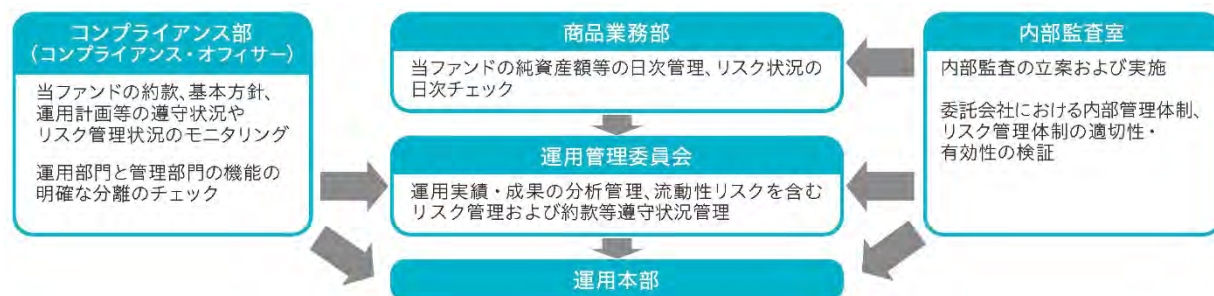 コンプライアンス部
（コンプライアンス・オフィサー）
当ファンドの約款、基本方針、
運用計画等の遵守状況や
リスク管理状況のモニタリング
運用部門と管理部門の機能の
明確な分離のチェック
商品業務部
当ファンドの純資産額等の日次管理、リスク状況の
日次チェック
運用管理委員会
運用実績・成果の分析管理、流動性リスクを含む
リスク管理および約款等遵守状況管理
運用本部
内部監査室
内部監査の立案および実施
委託会社における内部管理体制、
リスク管理体制の適切性・
有効性の検証